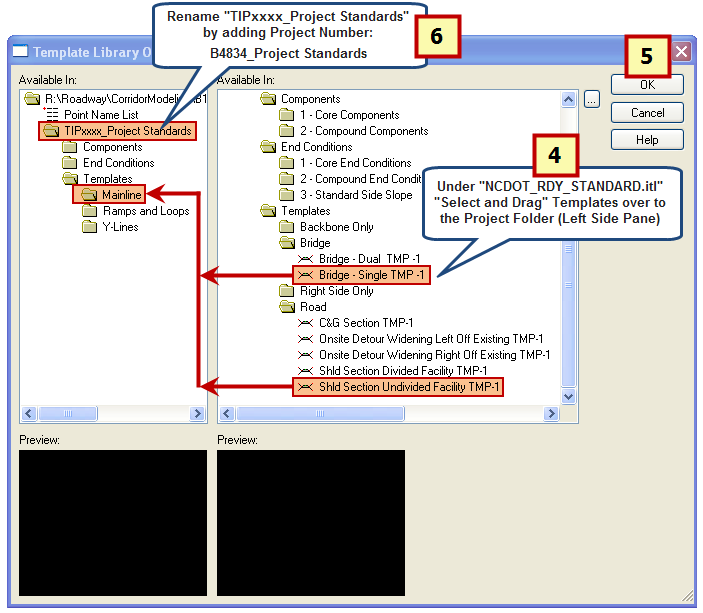 Rename "TIPxxxx_Project Standards"
by adding Project Number:
B4834_Project Standards
6
5
Template Library O
Available In:
Available In:
R:\Roadway\CorridorModelin
B1
Point Name List
TIPxxxx_Project Standards
Components
End Conditions
Templates
Mainline
Ramps and Loops
Y-Lines
Components
1 - Core Components
2 - Compound Components
End Conditions
1 - Core End Conditions
2 - Compound End Condit
3 - Standard Side Slope
Templates
Backbone Only
Bridge
Bridge - Dual TMP -1
Bridge - Single TMP -1
Right Side Only
Road
C&G Section TMP-1
Onsite Detour Widening Left Off Existing TMP-1
Onsite Detour Widening Right Off Existing TMP-1
Shld Section Divided Facility TMP-1
Shld Section Undivided Facility TMP-1
...
OK
Cancel
Help
4
Under "NCDOT_RDY_STANDARD.itl"
"Select and Drag" Templates over to
the Project Folder (Left Side Pane)
Preview:
Preview: